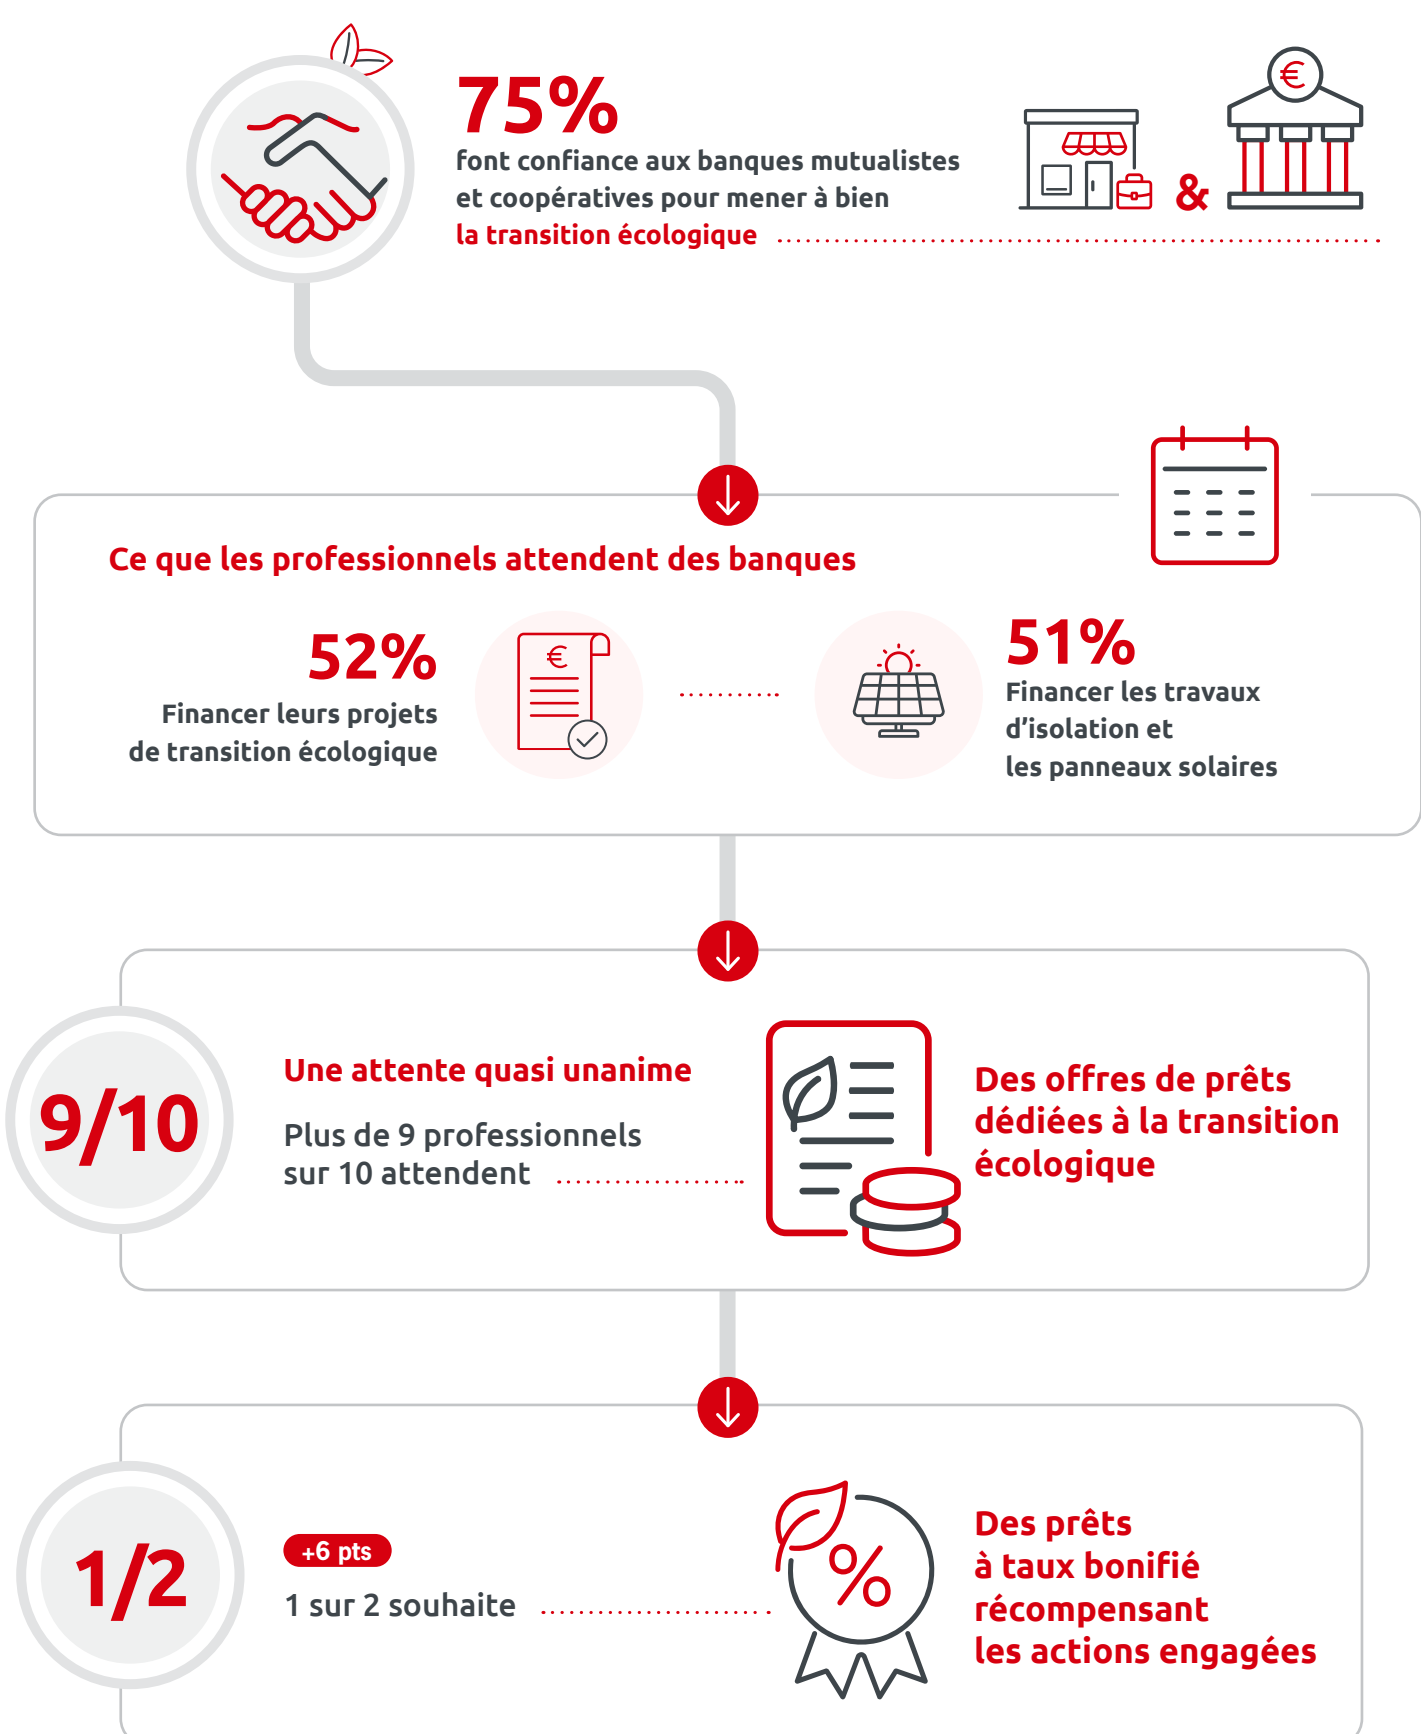 75%
font confiance aux banques mutualistes
et coopératives pour mener à bien
la transition écologique
€
&
Ce que les professionnels attendent des banques
52%
Financer leurs projets
de transition écologique
€
51%
Financer les travaux
d’isolation et
les panneaux solaires
9/10
Une attente quasi unanime
Plus de 9 professionnels
sur 10 attendent
Des offres de prêts
dédiées à la transition
écologique
1/2
+6 pts
1 sur 2 souhaite
%
Des prêts
à taux bonifié
récompensant
les actions engagées